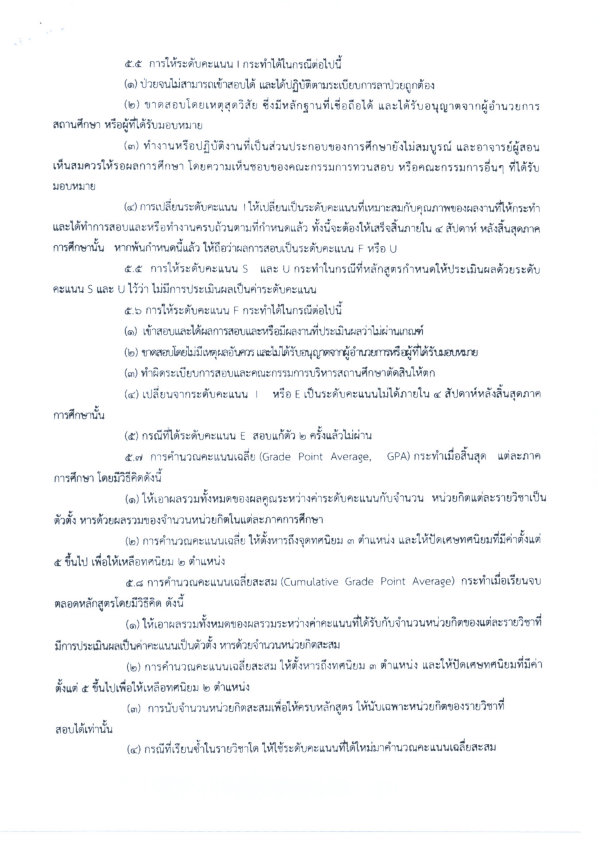 ๕.๕ การให้ระดับคะแนน I กระทำได้ในกรณีต่อไปนี้
(๑) ป่วยจนไม่สามารถเข้าสอบได้ และได้ปฏิบัติตามระเบียบการลาป่วยถูกต้อง
(๒) ขาดสอบโดยเหตุสุดวิสัย ซึ่งมีหลักฐานที่เชื่อถือได้ และได้รับอนุญาตจากผู้อำนวยการ
สถานศึกษา หรือผู้ที่ได้รับมอบหมาย
(๓) ทำงานหรือปฏิบัติงานที่เป็นส่วนประกอบของการศึกษายังไม่สมบูรณ์ และอาจารย์ผู้สอน
เห็นสมควรให้รอผลการศึกษา โดยความเห็นชอบของคณะกรรมการทวนสอบ หรือคณะกรรมการอื่นๆ ที่ได้รับ
มอบหมาย
(๔) การเปลี่ยนระดับคะแนน I ให้เปลี่ยนเป็นระดับคะแนนที่เหมาะสมกับคุณภาพของผลงานที่ให้กระทำ
และได้ทำการสอบและหรือทำงานครบถ้วนตามที่กำหนดแล้ว ทั้งนี้จะต้องให้เสร็จสิ้นภายใน ๔ สัปดาห์ หลังสิ้นสุดภาค
การศึกษานั้น หากพ้นกำหนดนี้แล้ว ให้ถือว่าผลการสอบเป็นระดับคะแนน F หรือ U
๕.๕ การให้ระดับคะแนน S และ U กระทำในกรณีที่หลักสูตรกำหนดให้ประเมินผลด้วยระดับ
คะแนน S และ U ไว้ว่า ไม่มีการประเมินผลเป็นค่าระดับคะแนน
๕.๖ การให้ระดับคะแนน F กระทำได้ในกรณีต่อไปนี้
(๑) เข้าสอบและได้ผลการสอบและหรือมีผลงานที่ประเมินผลว่าไม่ผ่านเกณฑ์
(๒) ขาดสอบโดยไม่มีเหตุผลอันควร และไม่ได้รับอนุญาตจากผู้อำนวยการหรือผู้ที่ได้รับมอบหมาย
(๓) ทำผิดระเบียบการสอบและคณะกรรมการบริหารสถานศึกษาตัดสินให้ตก
(๔) เปลี่ยนจากระดับคะแนน I หรือ E เป็นระดับคะแนนไม่ได้ภายใน ๔ สัปดาห์หลังสิ้นสุดภาค
การศึกษานั้น
(๕) กรณีที่ได้ระดับคะแนน E สอบแก้ตัว ๒ ครั้งแล้วไม่ผ่าน
๕.๗ การคำนวณคะแนนเฉลี่ย (Grade Point Average, GPA) กระทำเมื่อสิ้นสุด แต่ละภาค
การศึกษา โดยมีวิธีคิดดังนี้
(๑) ให้เอาผลรวมทั้งหมดของผลคูณระหว่างค่าระดับคะแนนกับจำนวน หน่วยกิตแต่ละรายวิชาเป็น
ตัวตั้ง หารด้วยผลรวมของจำนวนหน่วยกิตในแต่ละภาคการศึกษา
(๒) การคำนวณคะแนนเฉลี่ย ให้ตั้งหารถึงจุดทศนิยม ๓ ตำแหน่ง และให้ปัดเศษทศนิยมที่มีค่าตั้งแต่
๕ ขึ้นไป เพื่อให้เหลือทศนิยม ๒ ตำแหน่ง
๕.๘ การคำนวณคะแนนเฉลี่ยสะสม (Cumulative Grade Point Average) กระทำเมื่อเรียนจบ
ตลอดหลักสูตรโดยมีวิธีคิด ดังนี้
(๑) ให้เอาผลรวมทั้งหมดของผลรวมระหว่างค่าคะแนนที่ได้รับกับจำนวนหน่วยกิตของแต่ละรายวิชาที่
มีการประเมินผลเป็นค่าคะแนนเป็นตัวตั้ง หารด้วยจำนวนหน่วยกิตสะสม
(๒) การคำนวณคะแนนเฉลี่ยสะสม ให้ตั้งหารถึงทศนิยม ๓ ตำแหน่ง และให้ปัดเศษทศนิยมที่มีค่า
ตั้งแต่ ๕ ขึ้นไปเพื่อให้เหลือทศนิยม ๒ ตำแหน่ง
(๓) การนับจำนวนหน่วยกิตสะสมเพื่อให้ครบหลักสูตร ให้นับเฉพาะหน่วยกิตของรายวิชาที่
สอบได้เท่านั้น
(๔) กรณีที่เรียนซ้ำในรายวิชาใด ให้ใช้ระดับคะแนนที่ได้ใหม่มาคำนวณคะแนนเฉลี่ยสะสม